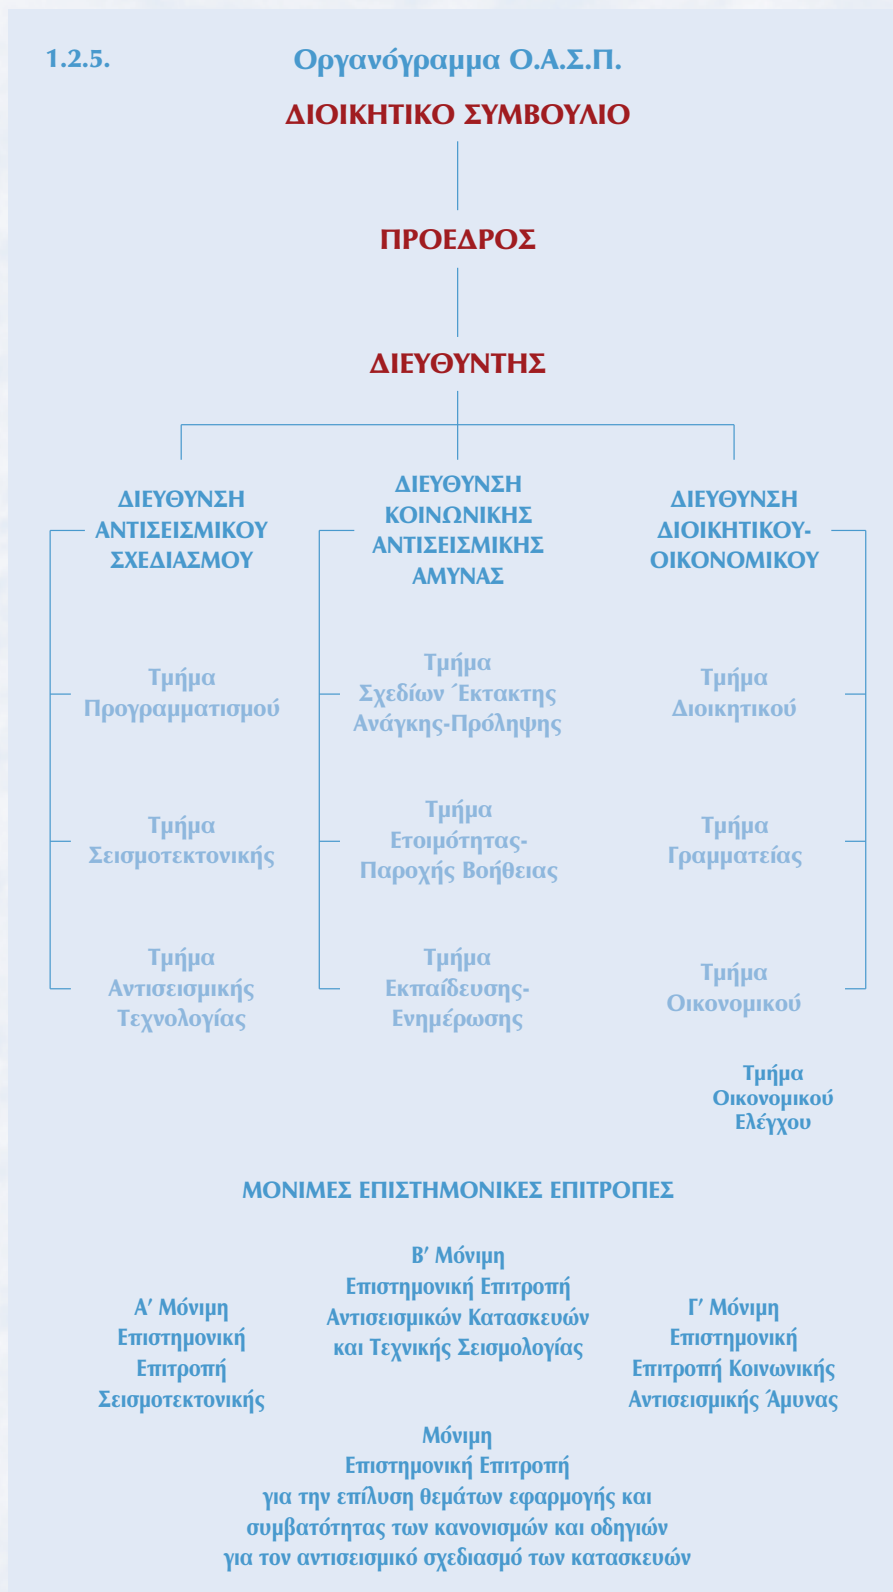 1.2.5. Οργανόγραμμα Ο.Α.Σ.Π.
ΔΙΟΙΚΗΤΙΚΟ ΣΥΜΒΟΥΛΙΟ
ΠΡΟΕΔΡΟΣ
ΔΙΕΥΘΥΝΤΗΣ
ΔΙΕΥΘΥΝΣΗ
ΑΝΤΙΣΕΙΣΜΙΚΟΥ
ΣΧΕΔΙΑΣΜΟΥ
Τμήμα
Προγραμματισμού
Τμήμα
Σεισμοτεκτονικής
Τμήμα
Αντισεισμικής
Τεχνολογίας
ΔΙΕΥΘΥΝΣΗ
ΚΟΙΝΩΝΙΚΗΣ
ΑΝΤΙΣΕΙΣΜΙΚΗΣ
ΑΜΥΝΑΣ
Τμήμα
Σχεδίων Έκτακτης
Ανάγκης-Πρόληψης
Τμήμα
Ετοιμότητας-
Παροχής Βοήθειας
Τμήμα
Εκπαίδευσης-
Ενημέρωσης
ΔΙΕΥΘΥΝΣΗ
ΔΙΟΙΚΗΤΙΚΟΥ-
ΟΙΚΟΝΟΜΙΚΟΥ
Τμήμα
Διοικητικού
Τμήμα
Γραμματείας
Τμήμα
Οικονομικού
Τμήμα
Οικονομικού
Ελέγχου
ΜΟΝΙΜΕΣ ΕΠΙΣΤΗΜΟΝΙΚΕΣ ΕΠΙΤΡΟΠΕΣ
Α’ Μόνιμη
Επιστημονική
Επιτροπή
Σεισμοτεκτονικής
Β’ Μόνιμη
Επιστημονική Επιτροπή
Αντισεισμικών Κατασκευών
και Τεχνικής Σεισμολογίας
Γ’ Μόνιμη
Επιστημονική
Επιτροπή Κοινωνικής
Αντισεισμικής Άμυνας
Μόνιμη
Επιστημονική Επιτροπή
για την επίλυση θεμάτων εφαρμογής και
συμβατότητας των κανονισμών και οδηγιών
για τον αντισεισμικό σχεδιασμό των κατασκευών